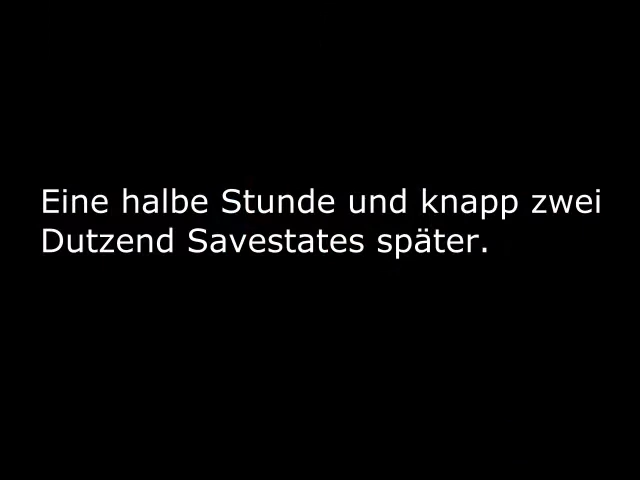 Eine halbe Stunde und knapp zwei
Dutzend Savestates später.